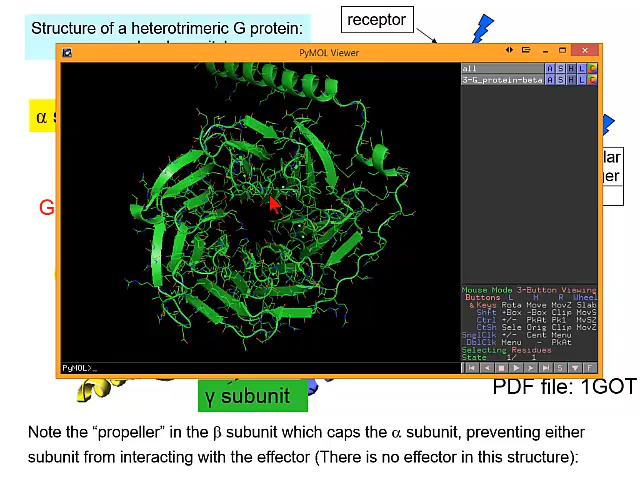 Structure of a heterotrimeric G protein:
receptor
PyMOL Viewer
all A S H L C
3-G_protein-beta A S H L C
α s
G
lar
er
Mouse Mode 3-Button Viewing
Buttons L M R Wheel
& Keys Rota Move MovZ Slab
Shft +Box -Box Clip MovS
Ctrl +/- PkAt Pk1 MvSZ
CtSh Sele Orig Clip MovZ
SnglClk +/- Cent Menu
DblClk Menu - PkAt
Selecting Residues
State 1/ 1
S F
PyMOL>_
γ subunit
PDF file: 1GOT
Note the “propeller” in the β subunit which caps the α subunit, preventing either
subunit from interacting with the effector (There is no effector in this structure):